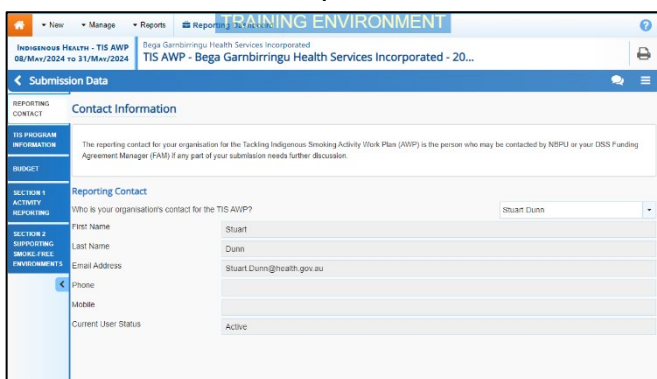 TRAINING ENVIRONMENT
New Manage Reports Reporting Dashboard
INDIGENOUS HEALTH - TIS AWP
08/MAY/2024 TO 31/MAY/2024
Bega Garnbirringu Health Services Incorporated
TIS AWP - Bega Garnbirringu Health Services Incorporated - 20...
Submission Data
REPORTING
CONTACT
TIS PROGRAM
INFORMATION
BUDGET
SECTION 1
ACTIVITY
REPORTING
SECTION 2
SUPPORTING
SMOKE-FREE
ENVIRONMENTS
Contact Information
The reporting contact for your organisation for the Tackling Indigenous Smoking Activity Work Plan (AWP) is the person who may be contacted by NBPU or your DSS Funding
Agreement Manager (FAM) if any part of your submission needs further discussion.
Reporting Contact
Who is your organisation's contact for the TIS AWP? Stuart Dunn
First Name Stuart
Last Name Dunn
Email Address Stuart.Dunn@health.gov.au
Phone
Mobile
Current User Status Active